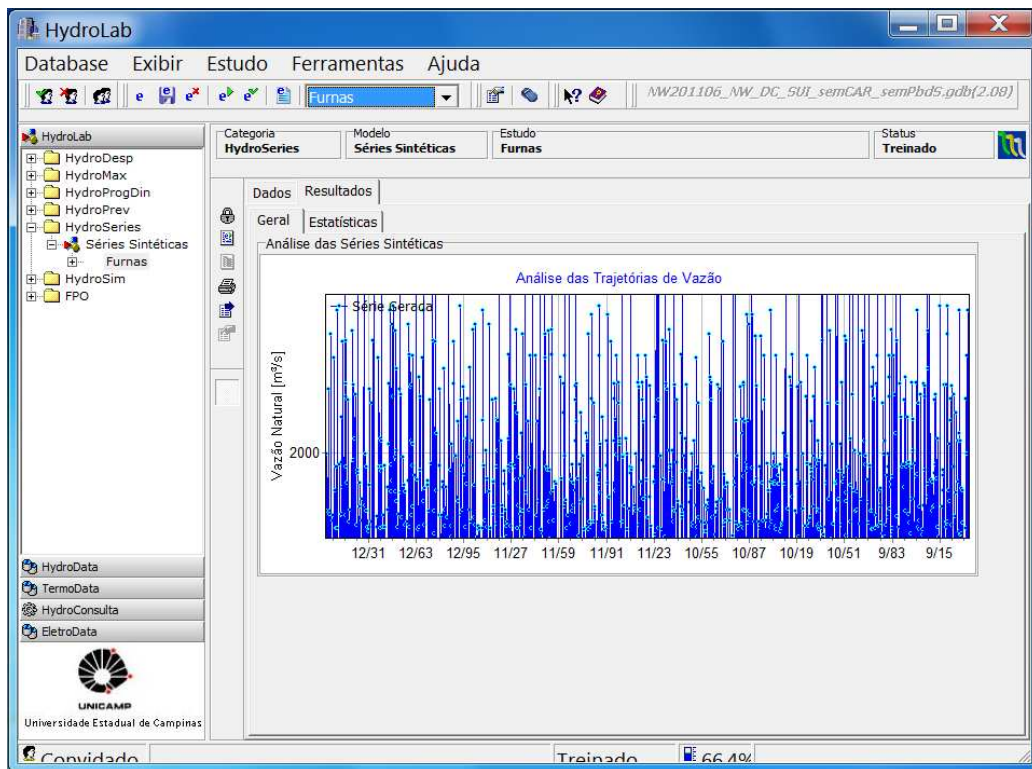 HydroLab
Database Exibir Estudo Ferramentas Ajuda
Furnas
NW201106_NW_DC_SUI_semCAR_semPbdS.gdb(2.08)
HydroLab
HydroDesp
HydroMax
HydroProgDin
HydroPrev
HydroSeries
Séries Sintéticas
Furnas
HydroSim
FPO
HydroData
TermoData
HydroConsulta
EletroData
UNICAMP
Universidade Estadual de Campinas
Categoria
HydroSeries
Modelo
Séries Sintéticas
Estudo
Furnas
Status
Treinado
Dados Resultados
Geral Estatísticas
Análise das Séries Sintéticas
Análise das Trajetórias de Vazão
Série Gerada
Vazão Natural [m³/s]
2000
12/31 12/63 12/95 11/27 11/59 11/91 11/23 10/55 10/87 10/19 10/51 9/83 9/15
Convidado Treinado 66.4%